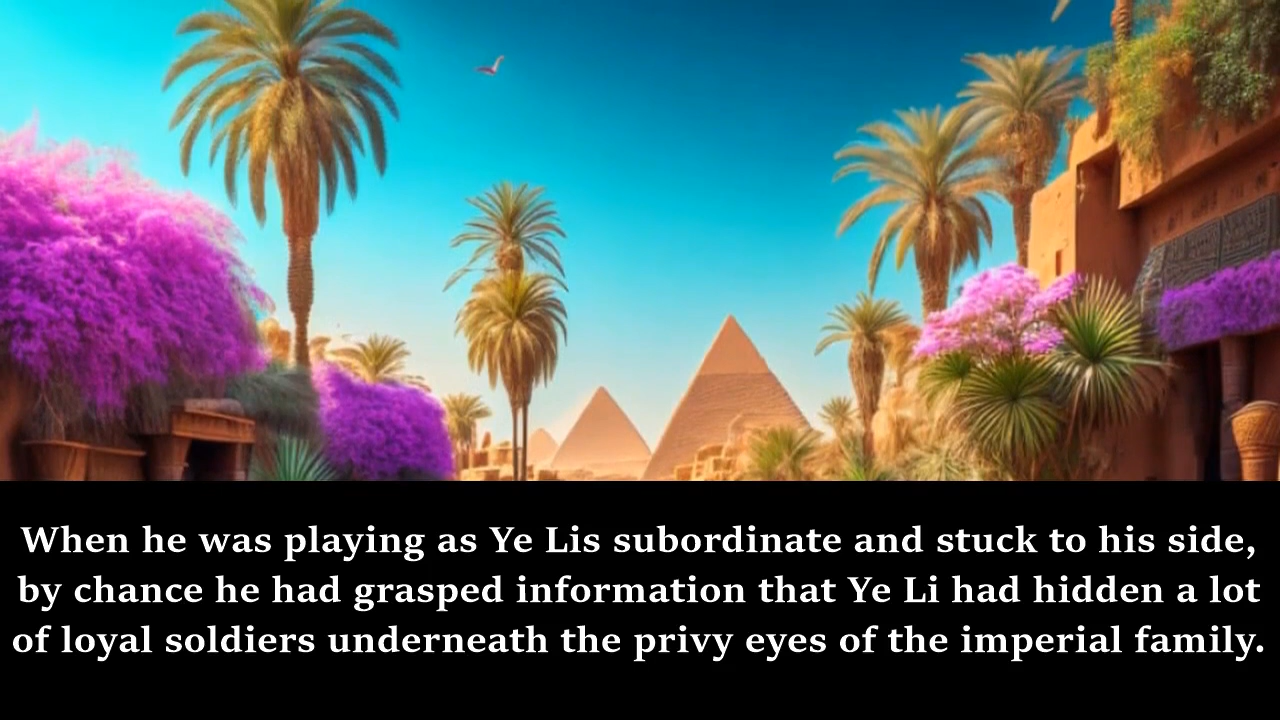 When he was playing as Ye Lis subordinate and stuck to his side,
by chance he had grasped information that Ye Li had hidden a lot
of loyal soldiers underneath the privy eyes of the imperial family.